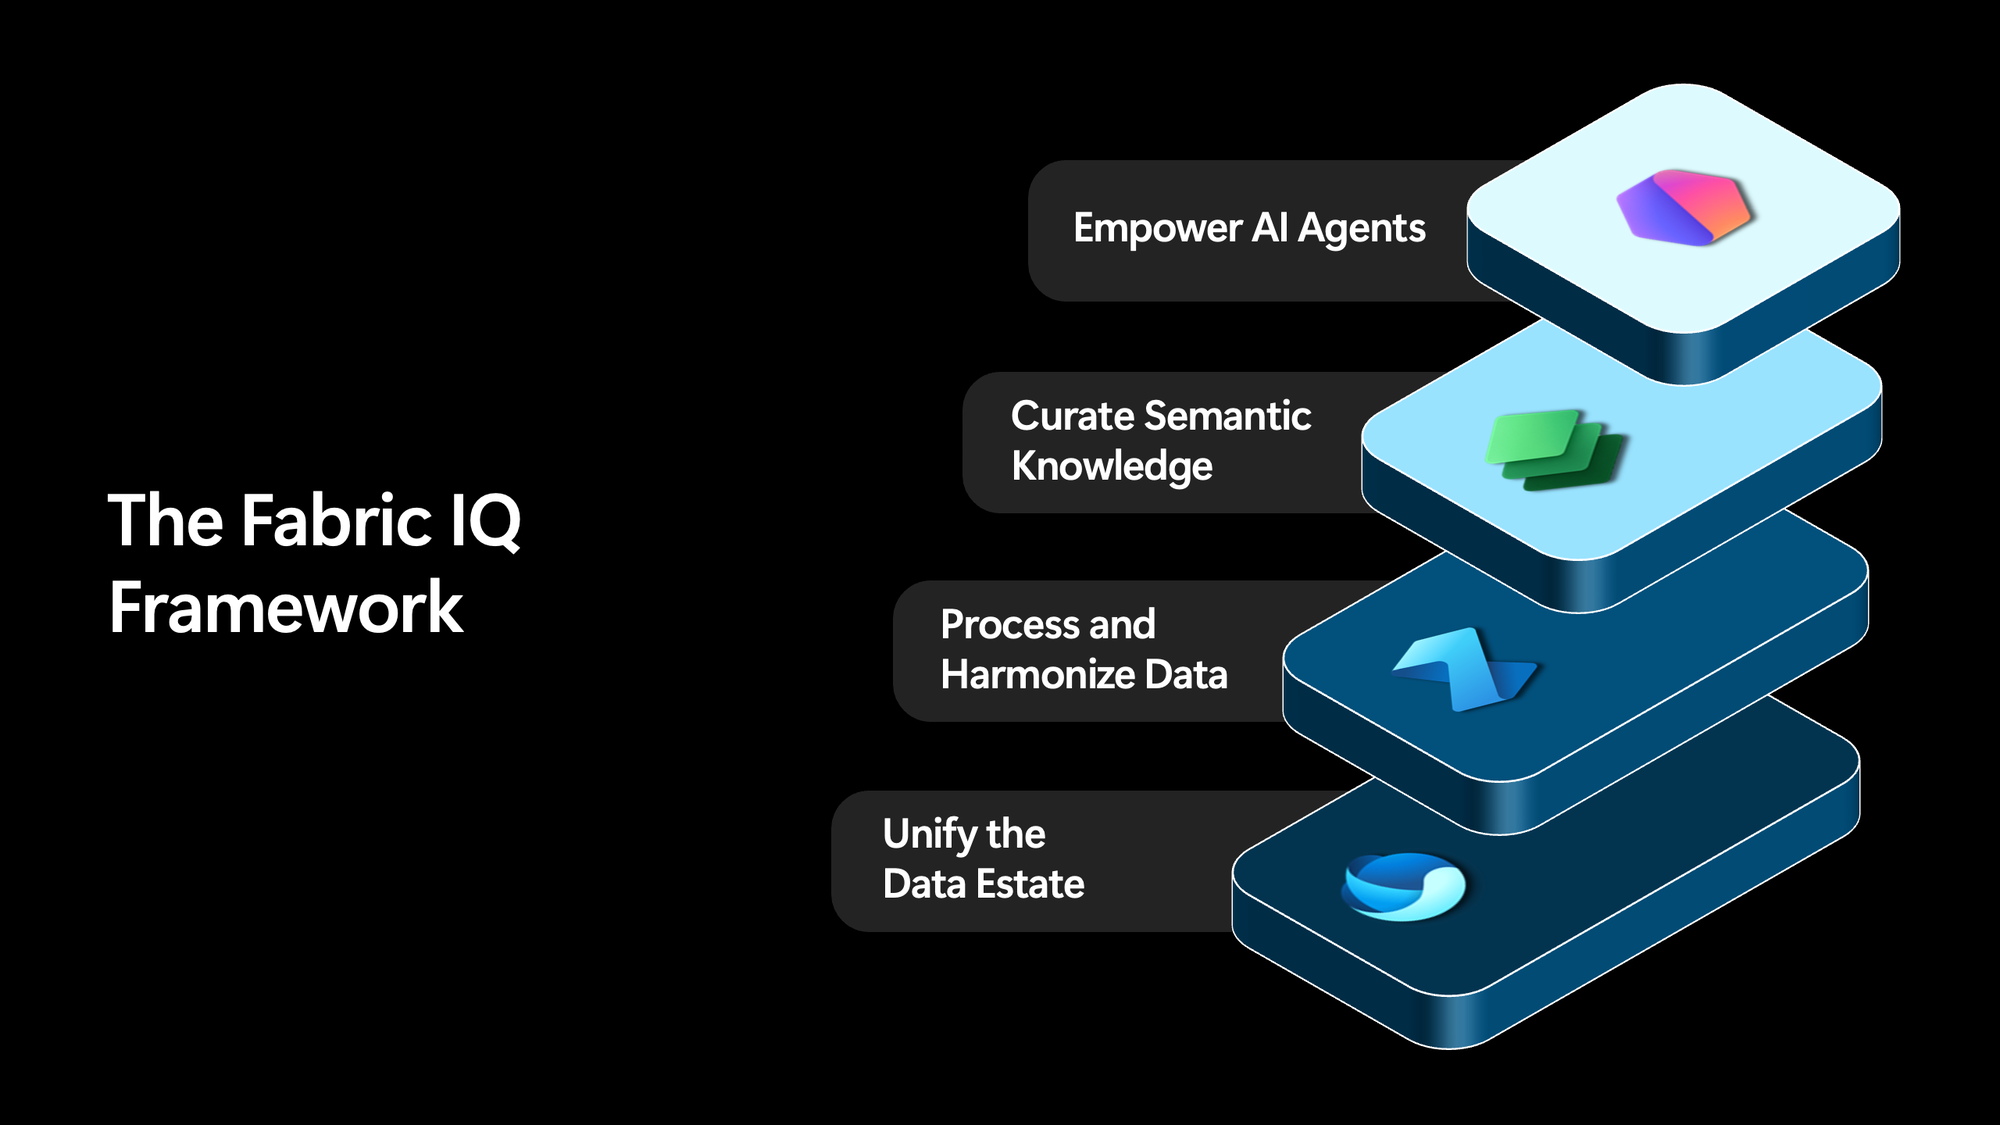 The Fabric IQ
Framework
Empower AI Agents
Curate Semantic
Knowledge
Process and
Harmonize Data
Unify the
Data Estate